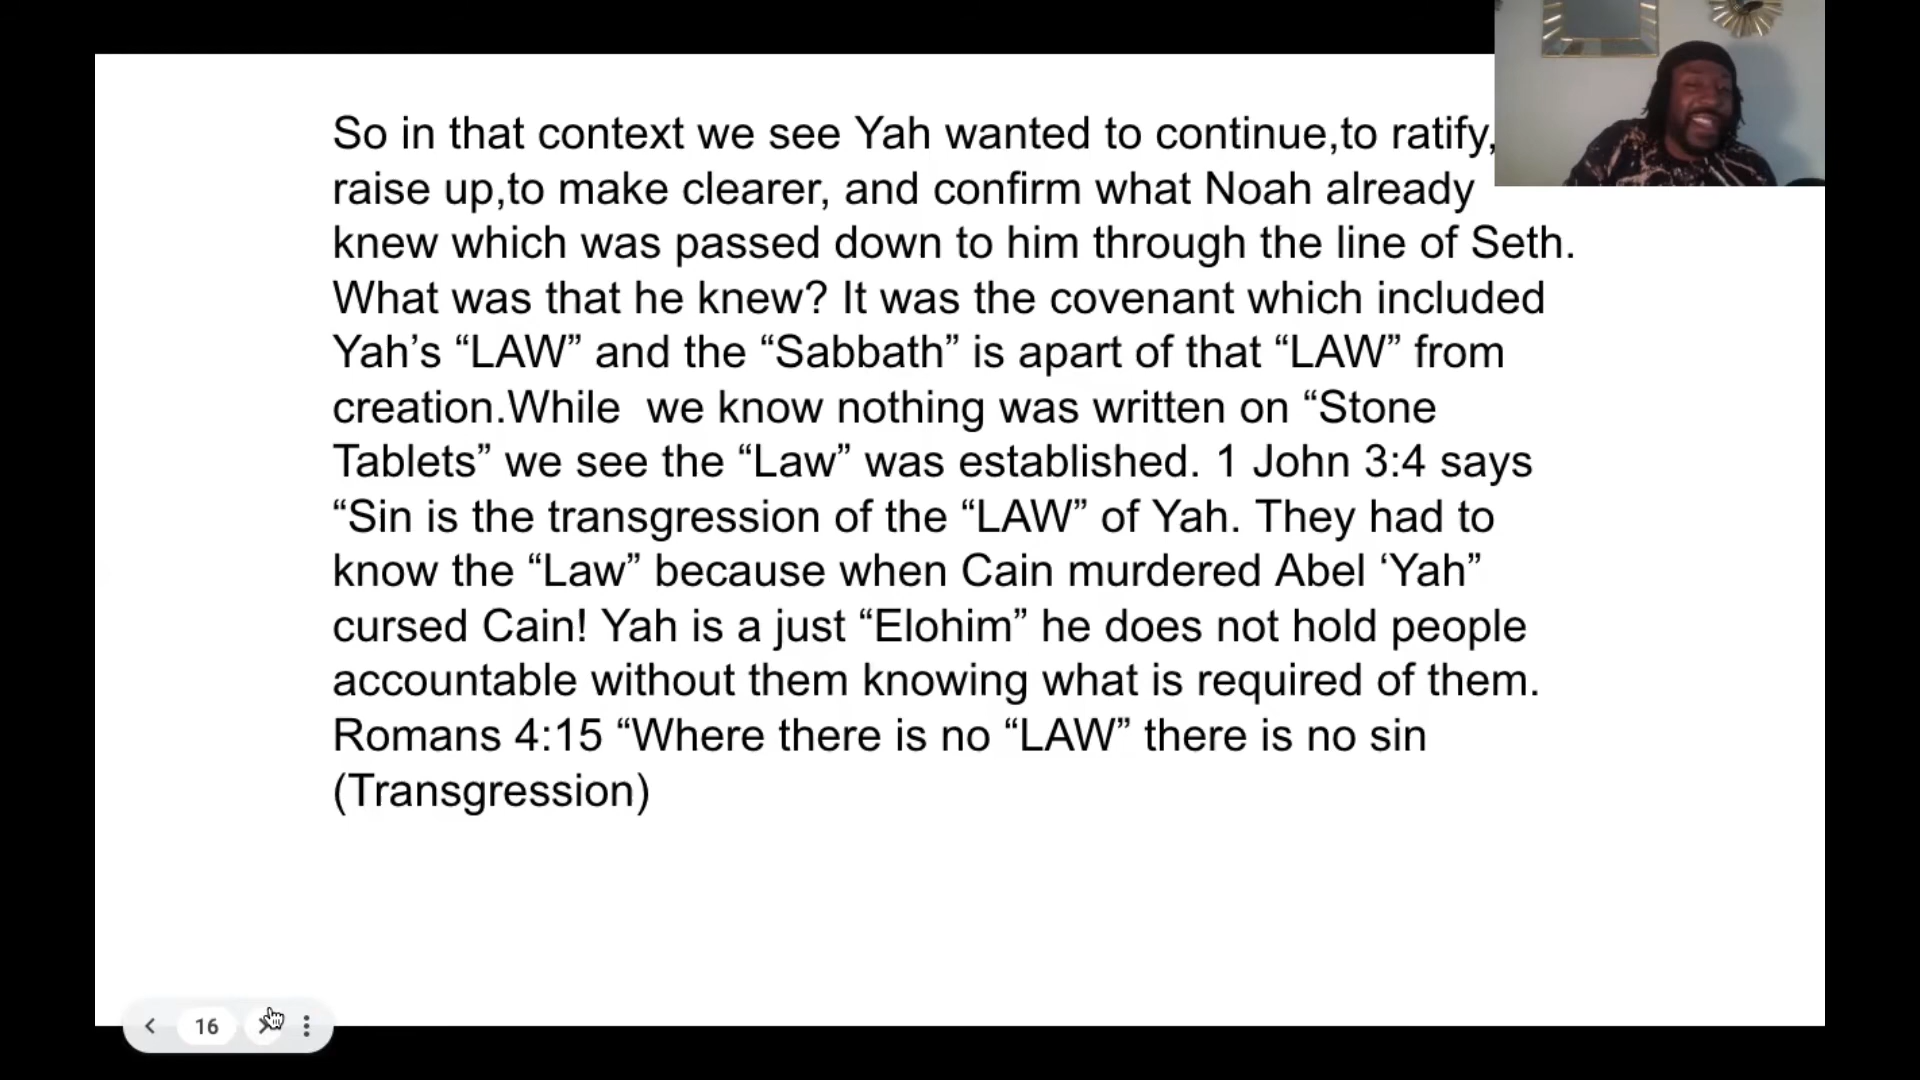 So in that context we see Yah wanted to continue,to ratify,
raise up,to make clearer, and confirm what Noah already
knew which was passed down to him through the line of Seth.
What was that he knew? It was the covenant which included
Yah’s “LAW” and the “Sabbath” is apart of that “LAW” from
creation.While  we know nothing was written on “Stone
Tablets” we see the “Law” was established. 1 John 3:4 says
“Sin is the transgression of the “LAW” of Yah. They had to
know the “Law” because when Cain murdered Abel ‘Yah”
cursed Cain! Yah is a just “Elohim” he does not hold people
accountable without them knowing what is required of them.
Romans 4:15 “Where there is no “LAW” there is no sin
(Transgression)
16